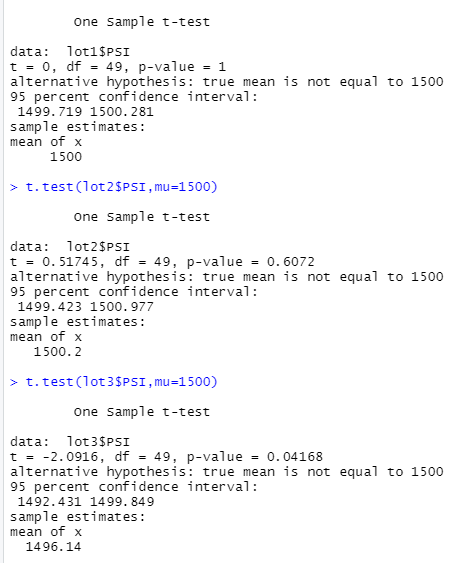 One Sample t-test
data:  lot1$PSI
t = 0, df = 49, p-value = 1
alternative hypothesis: true mean is not equal to 1500
95 percent confidence interval:
 1499.719 1500.281
sample estimates:
mean of x
     1500
> t.test(lot2$PSI,mu=1500)
One Sample t-test
data:  lot2$PSI
t = 0.51745, df = 49, p-value = 0.6072
alternative hypothesis: true mean is not equal to 1500
95 percent confidence interval:
 1499.423 1500.977
sample estimates:
mean of x
   1500.2
> t.test(lot3$PSI,mu=1500)
One Sample t-test
data:  lot3$PSI
t = -2.0916, df = 49, p-value = 0.04168
alternative hypothesis: true mean is not equal to 1500
95 percent confidence interval:
 1492.431 1499.849
sample estimates:
mean of x
  1496.14